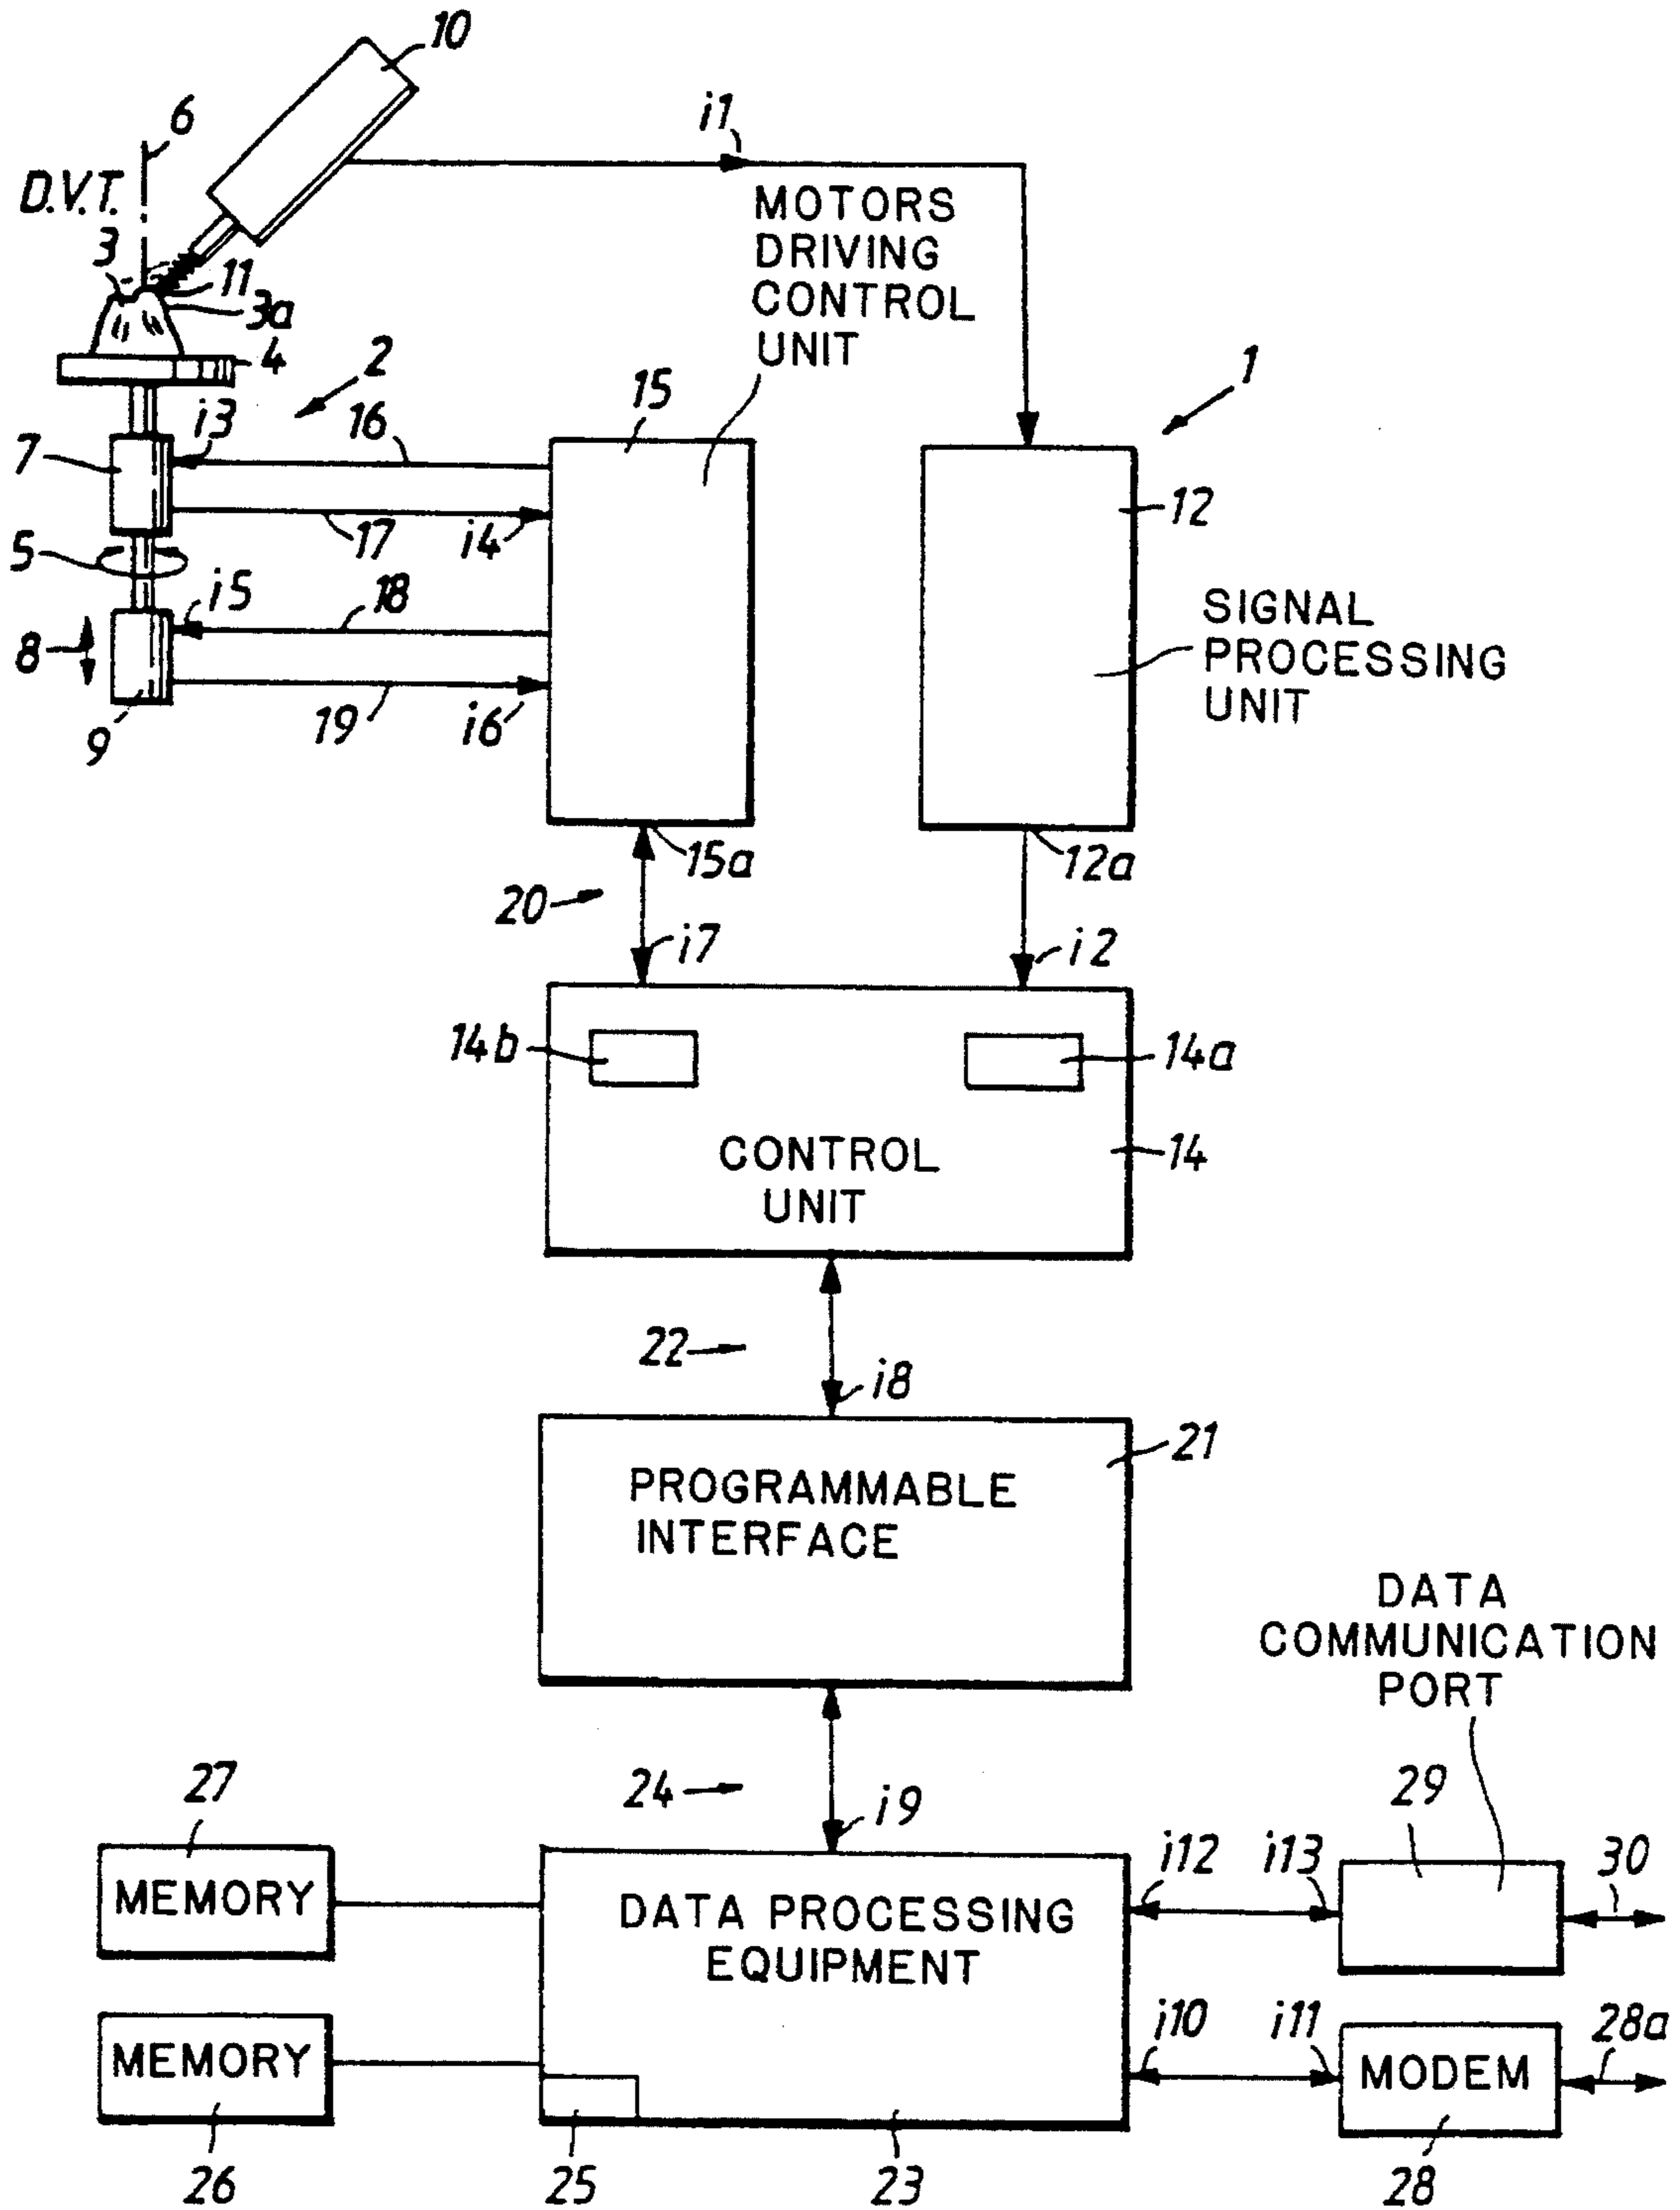 10
6
i1
D.V.T.
MOTORS
DRIVING
CONTROL
UNIT
3
11
3a
4
2
1
15
i3
16
7
12
17
i4
5
i5
18
SIGNAL
PROCESSING
UNIT
8
19
i6
9
15a
12a
20
i7
i2
14b
14a
CONTROL
UNIT
14
22
i8
21
PROGRAMMABLE
INTERFACE
DATA
COMMUNICATION
PORT
27
24
i9
29
i12
i13
30
MEMORY
DATA PROCESSING
EQUIPMENT
i10
i11
28a
MEMORY
MODEM
26
25
23
28